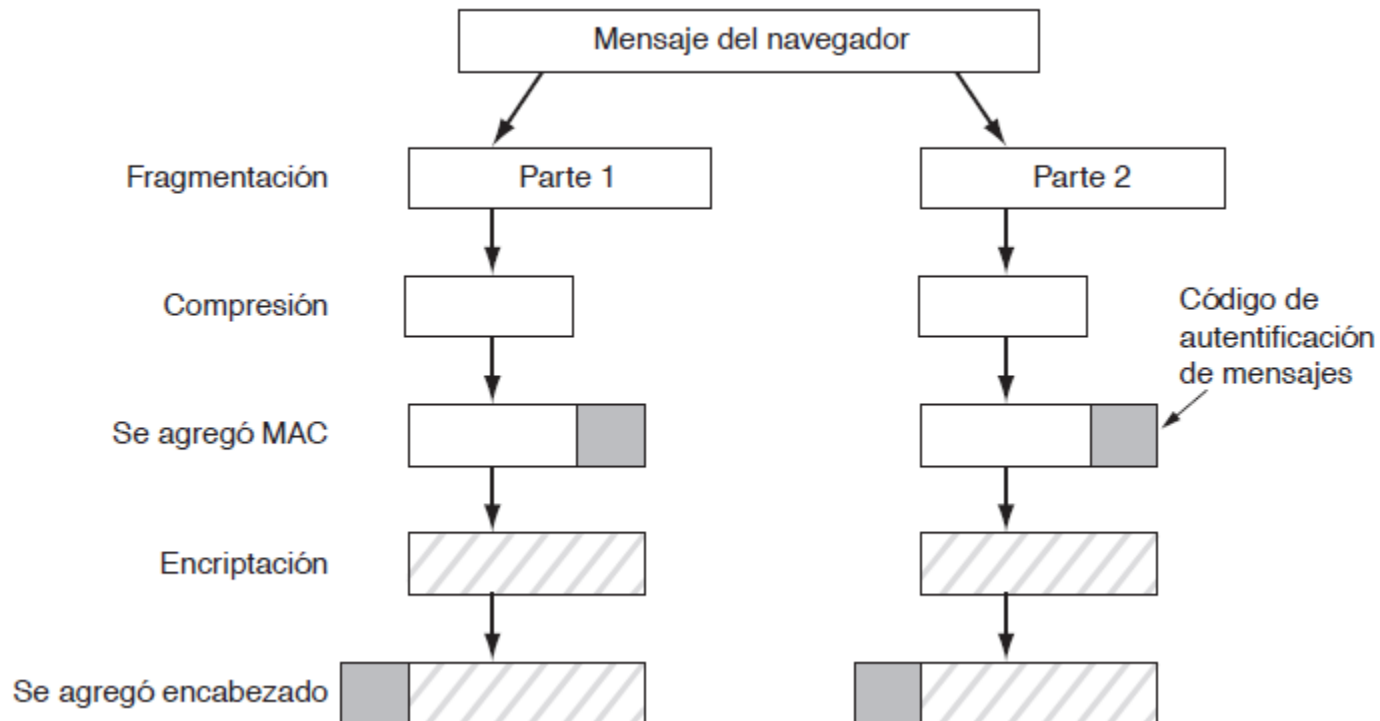 Mensaje del navegador
Fragmentación
Parte 1
Parte 2
Compresión
Código de
autentificación
de mensajes
Se agregó MAC
Encriptación
Se agregó encabezado